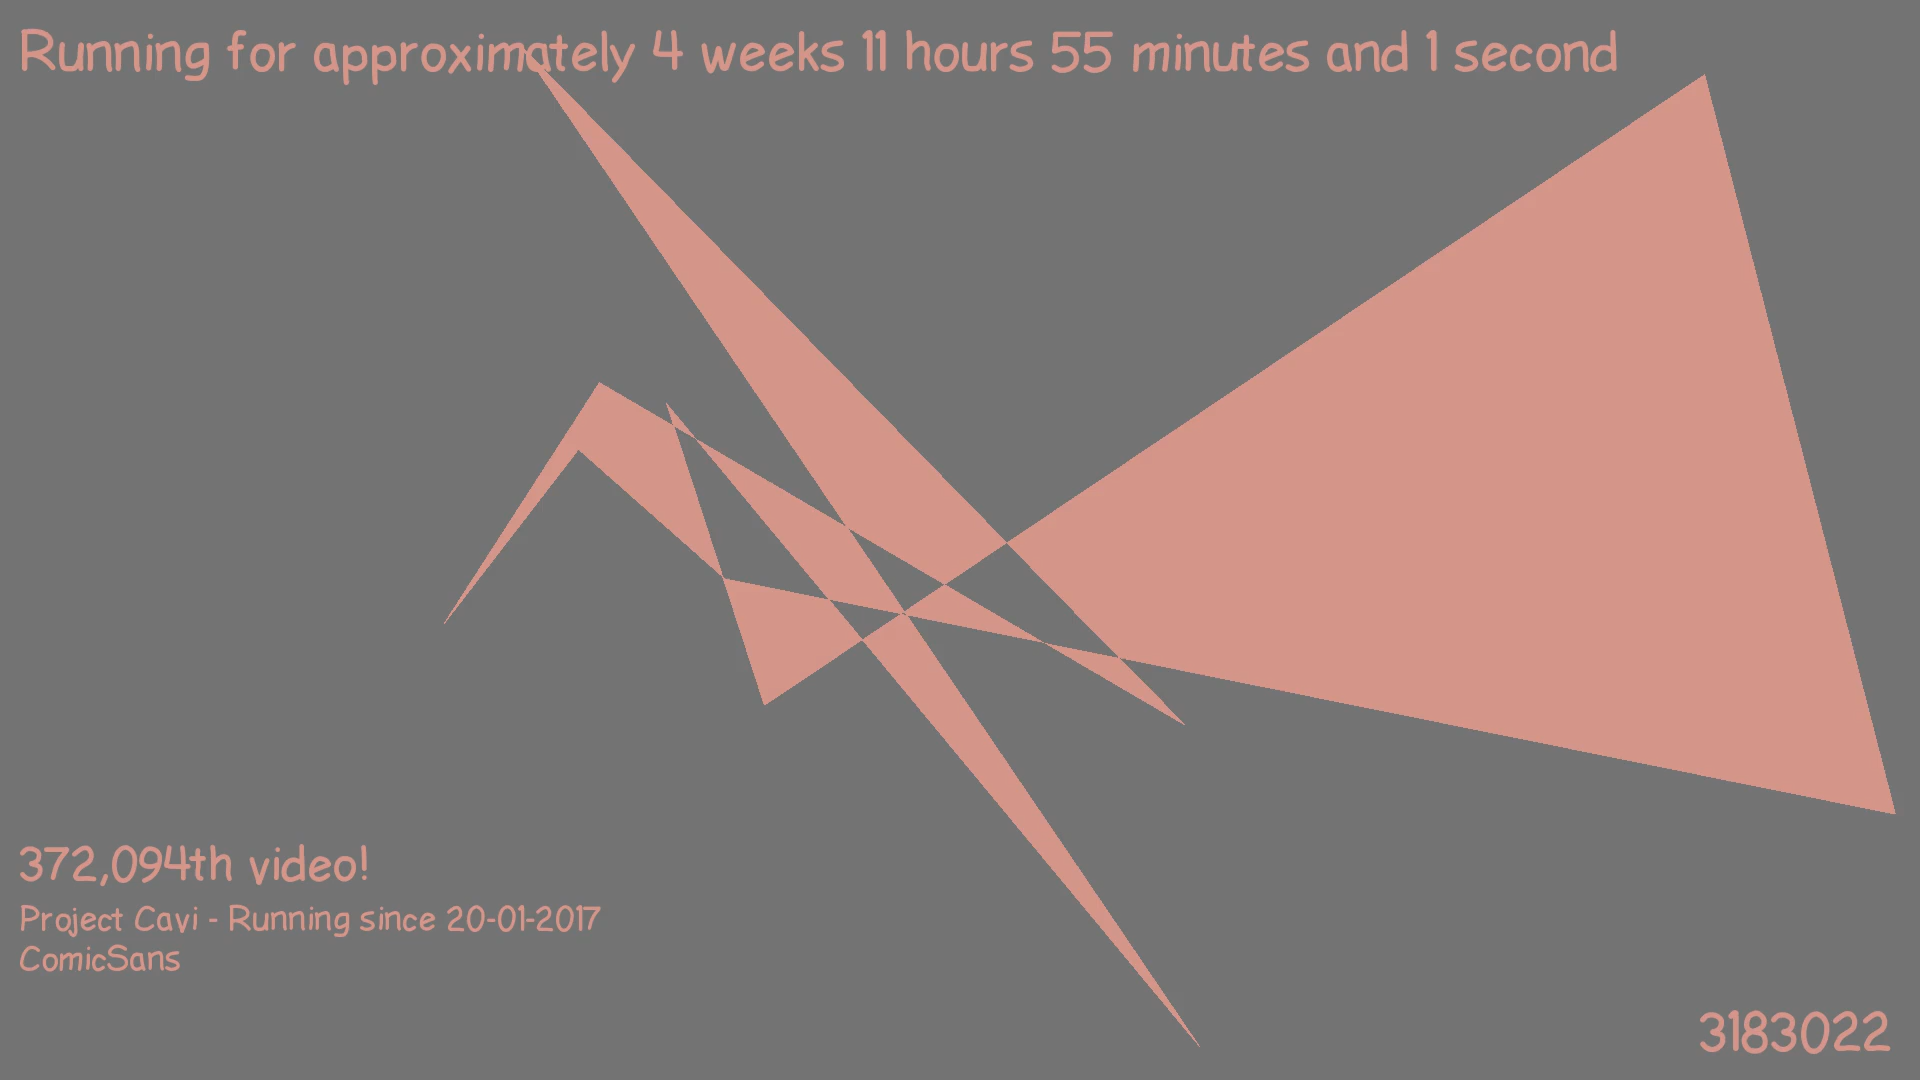 Running for approximately 4 weeks 11 hours 55 minutes and 1 second
372,094th video!
Project Cavi - Running since 20-01-2017
ComicSans
3183022